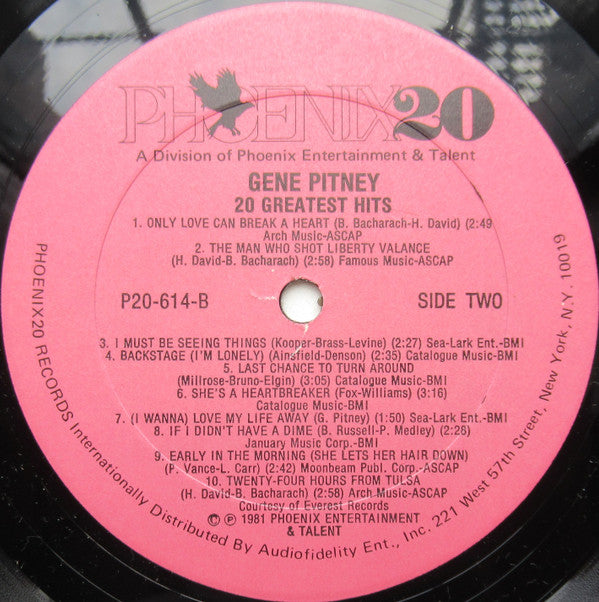 PHOENIX20
A Division of Phoenix Entertainment & Talent
GENE PITNEY
20 GREATEST HITS
1. ONLY LOVE CAN BREAK A HEART (B. Bacharach-H. David) (2:49
Arch Music-ASCAP
2. THE MAN WHO SHOT LIBERTY VALANCE
(H. David-B. Bacharach) (2:58) Famous Music-ASCAP
P20-614-B
SIDE TWO
3. I MUST BE SEEING THINGS (Kooper-Brass-Levine) (2:27) Sea-Lark Ent.-BMI
4. BACKSTAGE (I'M LONELY) (Ainsfield-Denson) (2:35) Catalogue Music-BMI
5. LAST CHANCE TO TURN AROUND
(Millrose-Bruno-Elgin) (3:05) Catalogue Music-BMI
6. SHE'S A HEARTBREAKER (Fox-Williams) (3:16)
Catalogue Music-BMI
7. (I WANNA) LOVE MY LIFE AWAY (G. Pitney) (1:50) Sea-Lark Ent.-BMI
8. IF I DIDN'T HAVE A DIME (B. Russell-P. Medley) (2:28)
January Music Corp.-BMI
9. EARLY IN THE MORNING (SHE LETS HER HAIR DOWN)
(P. Vance-L. Carr) (2:42) Moonbeam Publ. Corp.-ASCAP
10. TWENTY-FOUR HOURS FROM TULSA
(H. David-B. Bacharach) (2:58) Arch Music-ASCAP
Courtesy of Everest Records
© ℗ 1981 PHOENIX ENTERTAINMENT
& TALENT
PHOENIX20 RECORDS Internationally Distributed By Audiofidelity Ent., Inc. 221 West 57th Street, New York, N.Y. 10019